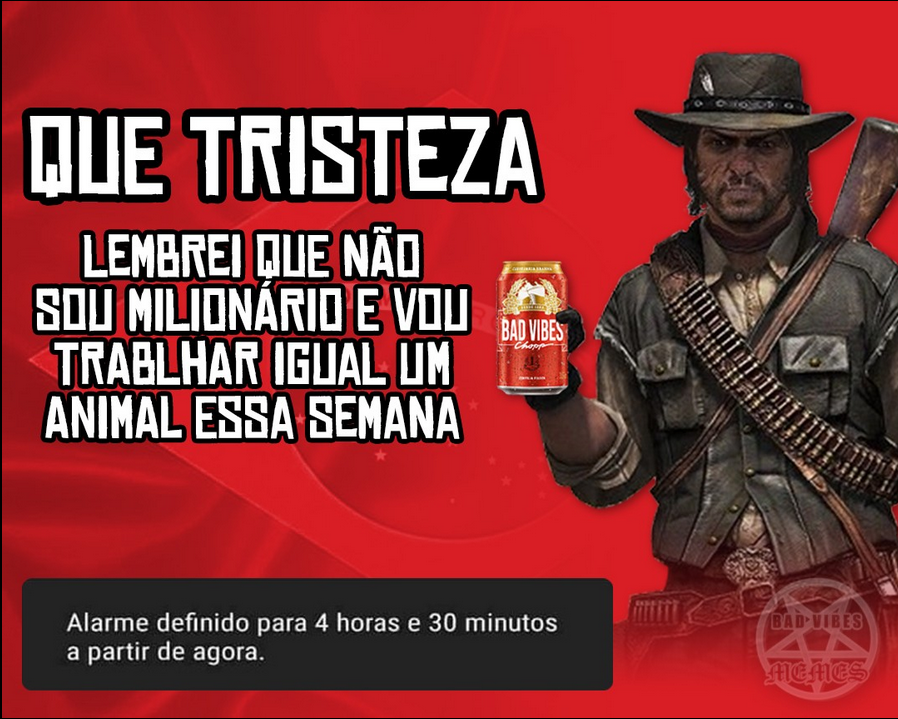 QUE TRISTEZA
LEMBREI QUE NÃO
SOU MILIONÁRIO E VOU
TRABLHAR IGUAL UM
ANIMAL ESSA SEMANA
BAD VIBES
Chopp
Alarme definido para 4 horas e 30 minutos
a partir de agora.
BAD VIBES
MEMES